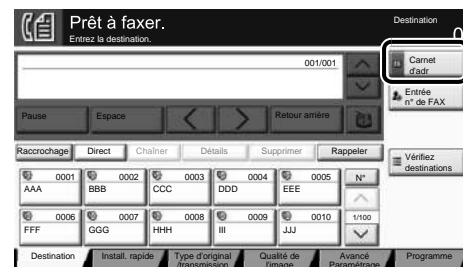 Prêt à faxer.
Destination
Entrez la destination.
0
001/001
Carnet
d'adr
Entrée
n° de FAX
Pause Espace Retour arrière
Raccrochage Direct Chaîner Détails Supprimer Rappeler
Vérifiez
destinations
0001 0002 0003 0004 0005 N°
AAA BBB CCC DDD EEE
0006 0007 0008 0009 0010 1/100
FFF GGG HHH III JJJ
Destination Install. rapide Type d'original Qualité de Avancé Programme
/transmission l'image Paramétrage